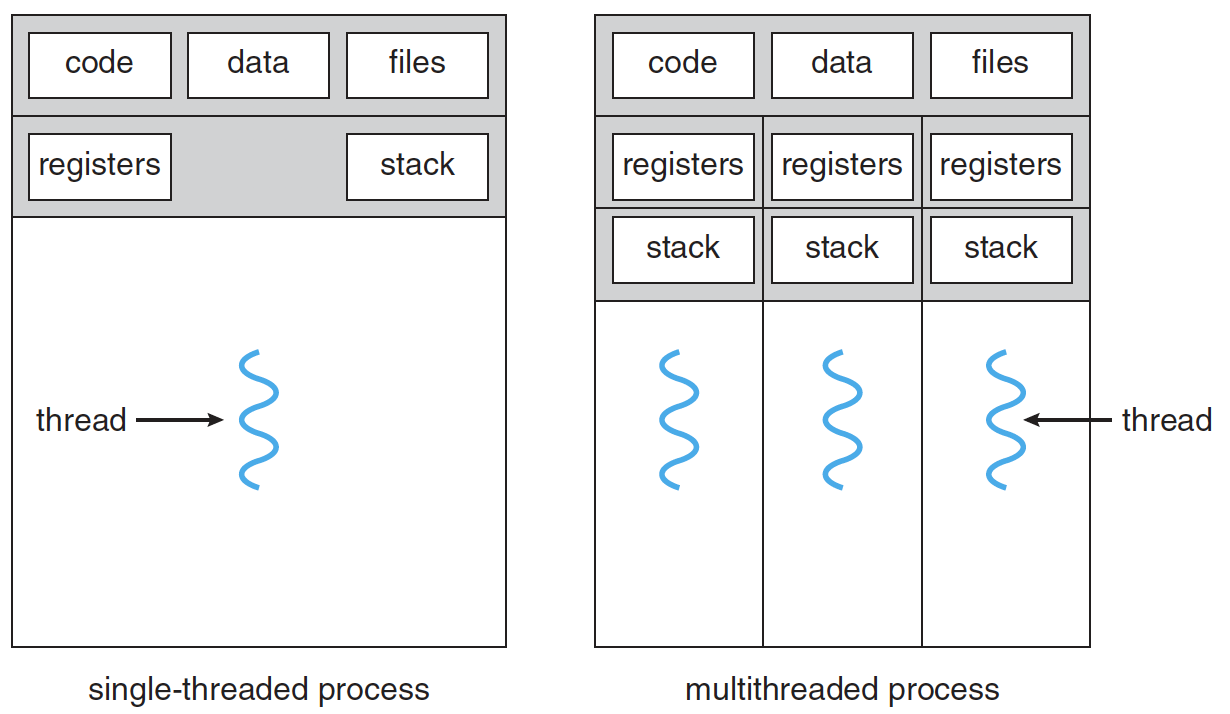 code data files
registers stack
thread
single-threaded process
code data files
registers registers registers
stack stack stack
thread
multithreaded process